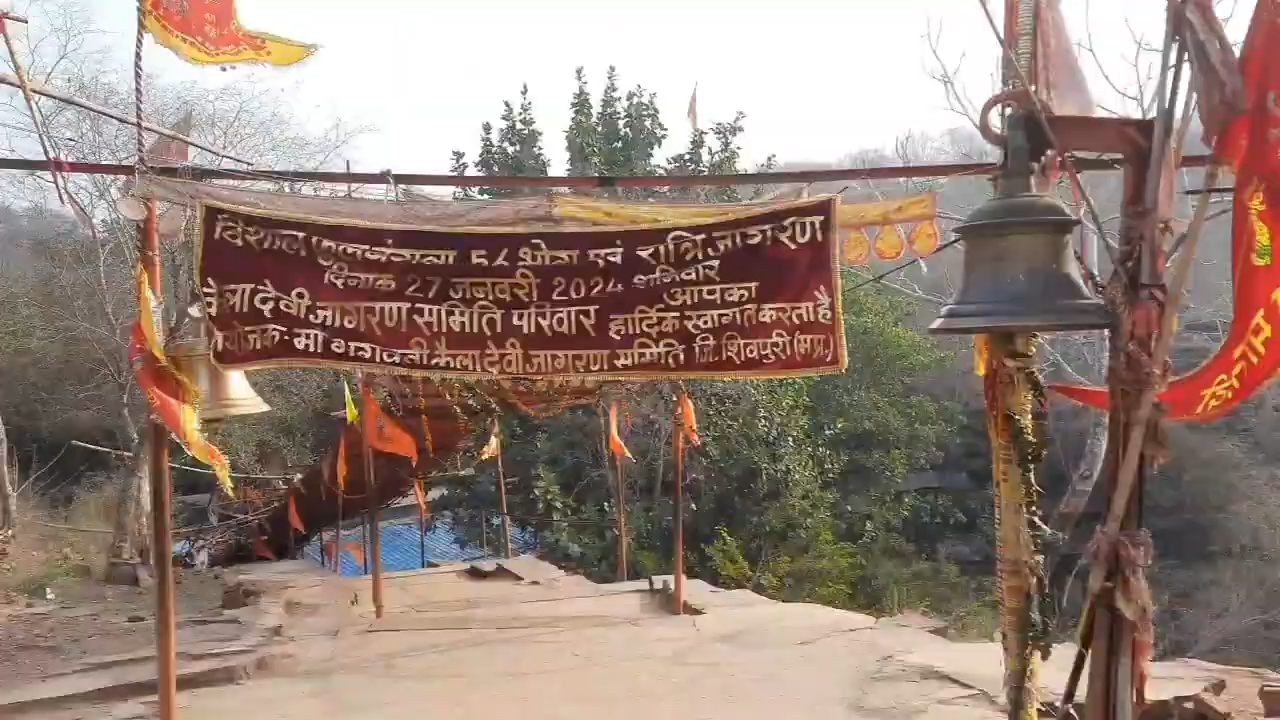 विशाल फूलबंगला 56 भोग एवं रात्रि जागरण
दिनांक 27 जनवरी 2024 शनिवार
कैला देवी जागरण समिति परिवार आपका हार्दिक स्वागत करता है
मां भगवती कैला देवी जागरण समिति जि. शिवपुरी (म.प्र.)